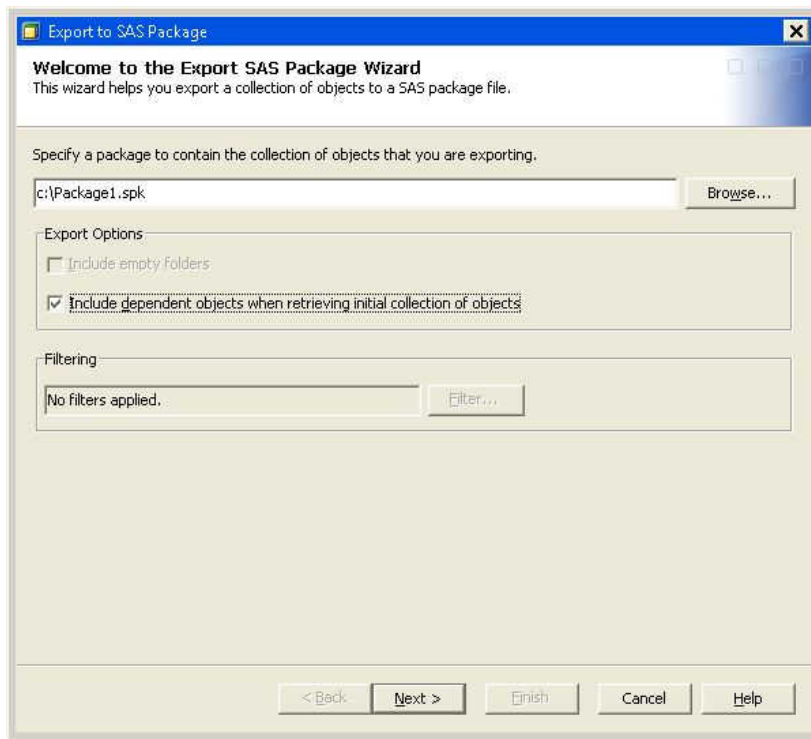 Export to SAS Package
Welcome to the Export SAS Package Wizard
This wizard helps you export a collection of objects to a SAS package file.
Specify a package to contain the collection of objects that you are exporting.
c:\Package1.spk
Browse...
Export Options
Include empty folders
Include dependent objects when retrieving initial collection of objects
Filtering
No filters applied.
Filter...
< Back
Next >
Finish
Cancel
Help